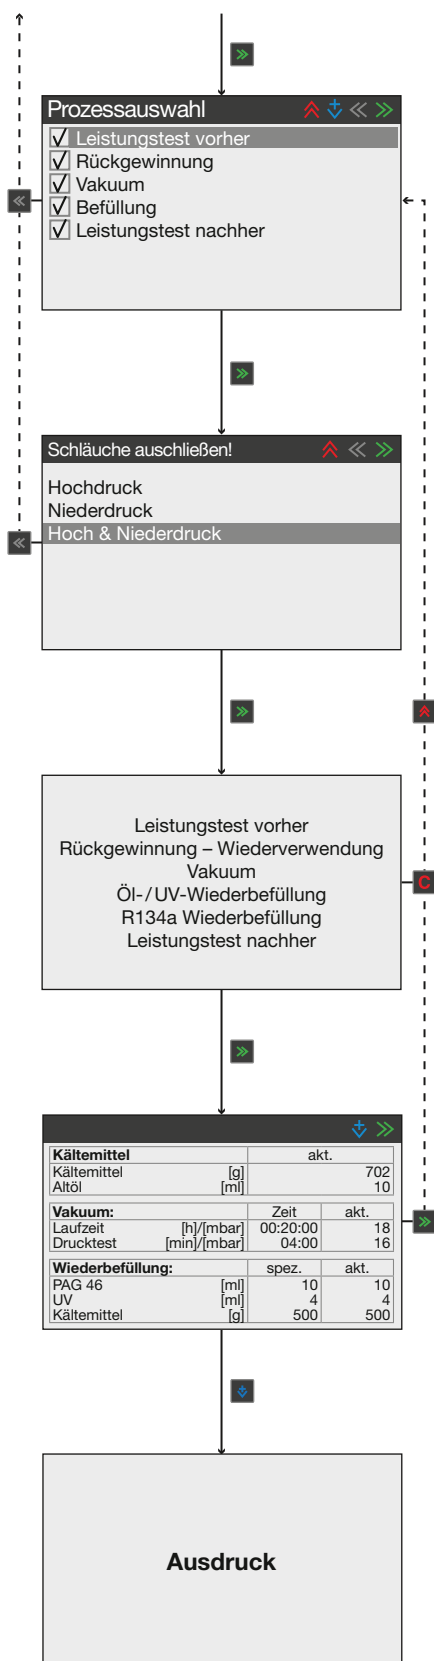 Prozessauswahl
Leistungstest vorher
Rückgewinnung
Vakuum
Befüllung
Leistungstest nachher
Schläuche auschließen!
Hochdruck
Niederdruck
Hoch & Niederdruck
Leistungstest vorher
Rückgewinnung – Wiederverwendung
Vakuum
Öl-/UV-Wiederbefüllung
R134a Wiederbefüllung
Leistungstest nachher
C
Kältemittel akt.
Kältemittel [g] 702
Altöl [ml] 10
Vakuum: Zeit akt.
Laufzeit [h]/[mbar] 00:20:00 18
Drucktest [min]/[mbar] 04:00 16
Wiederbefüllung: spez. akt.
PAG 46 [ml] 10 10
UV [ml] 4 4
Kältemittel [g] 500 500
Ausdruck